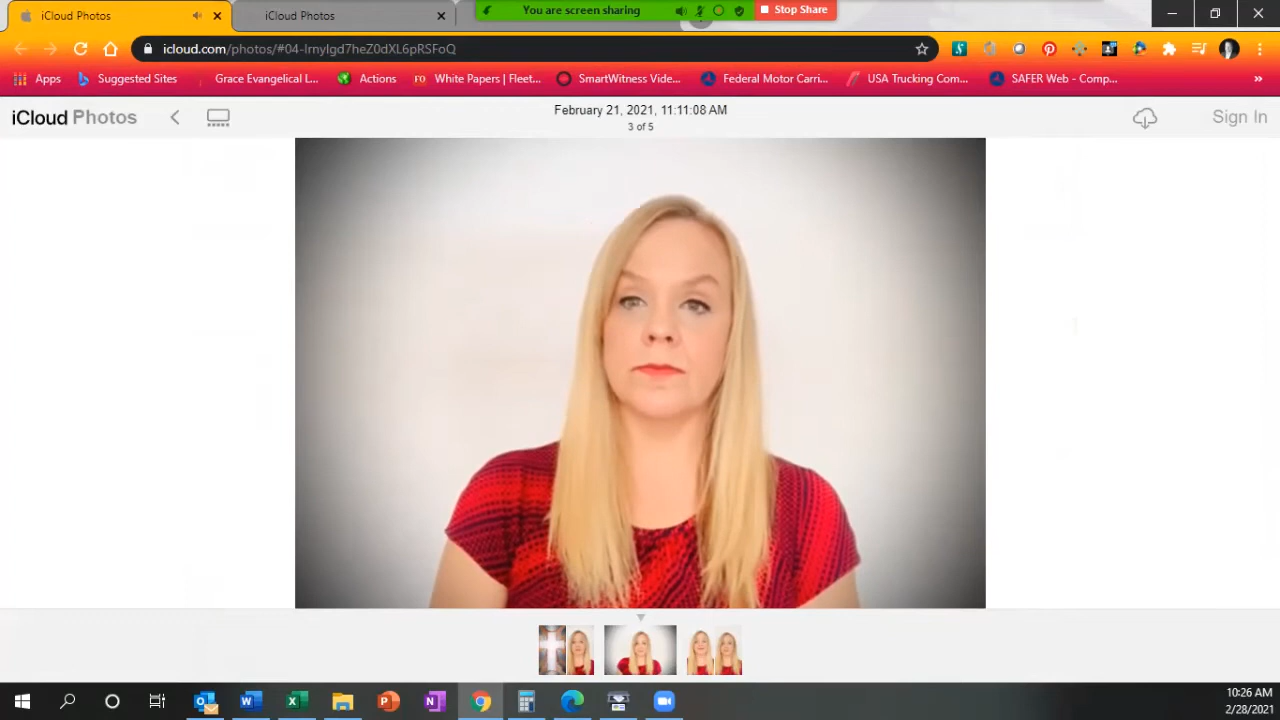 You are screen sharing
Stop Share
iCloud Photos
iCloud Photos
icloud.com/photos/#04-Irnylgd7heZ0dXL6pRSFoQ
Apps Suggested Sites Grace Evangelical L... Actions FO White Papers | Fleet... SmartWitness Vide... Federal Motor Carri... USA Trucking Com... SAFER Web - Comp... »
iCloud Photos
February 21, 2021, 11:11:08 AM
Sign In
3 of 5
10:26 AM
2/28/2021